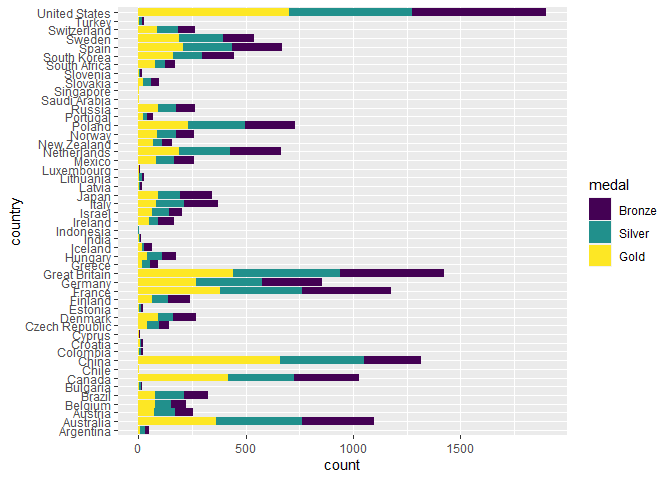 United States
Turkey
Switzerland
Sweden
Spain
South Korea
South Africa
Slovenia
Slovakia
Singapore
Saudi Arabia
Russia
Portugal
Poland
Norway
New Zealand
Netherlands
Mexico
Luxembourg
Lithuania
Latvia
Japan
Italy
Israel
Ireland
Indonesia
India
Iceland
Hungary
Greece
Great Britain
Germany
France
Finland
Estonia
Denmark
Czech Republic
Cyprus
Croatia
Colombia
China
Chile
Canada
Bulgaria
Brazil
Belgium
Austria
Australia
Argentina
country
0 500 1000 1500
count
medal
Bronze
Silver
Gold